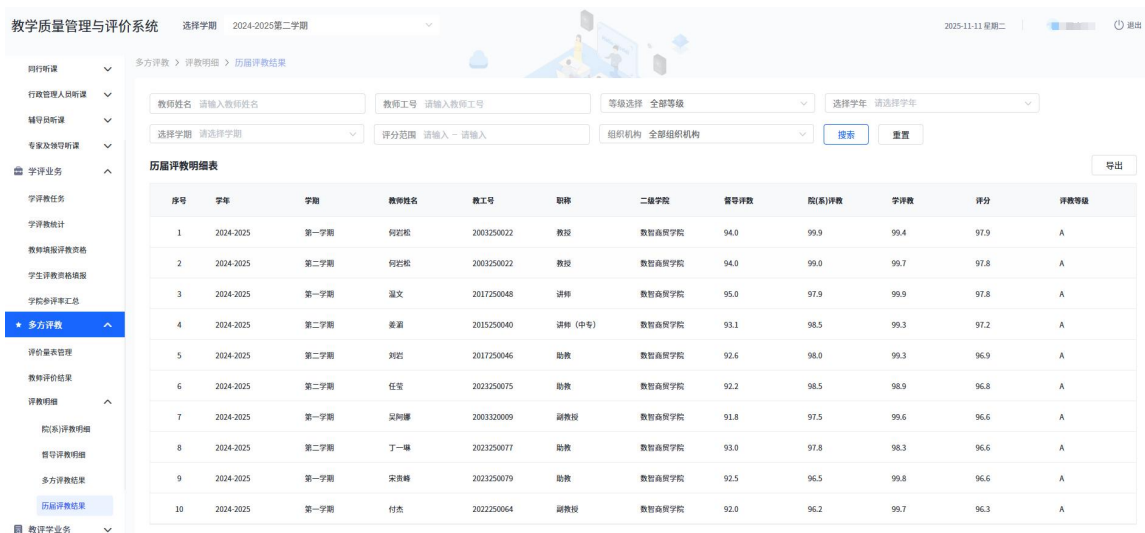 教学质量管理与评价系统 选择学期 2024-2025第二学期 2025-11-11 星期二 退出
多方评教 > 评教明细 > 历届评教结果
同行听课
行政管理人员听课
辅导员听课
专家及领导听课
学评业务
学评教任务
学评教统计
教师填报评教资格
学生评教资格填报
学院参评率汇总
多方评教
评价量表管理
教师评价结果
评教明细
院(系)评教明细
督导评教明细
多方评教结果
历届评教结果
教评学业务
教师姓名 请输入教师姓名 教师工号 请输入教师工号 等级选择 全部等级 选择学年 请选择学年
选择学期 请选择学期 评分范围 请输入 – 请输入 组织机构 全部组织机构 搜索 重置
历届评教明细表 导出
序号 学年 学期 教师姓名 教工号 职称 二级学院 督导评教 院(系)评教 学评教 评分 评教等级
1 2024-2025 第一学期 何岩松 2003250022 教授 数智商贸学院 94.0 99.9 99.4 97.9 A
2 2024-2025 第二学期 何岩松 2003250022 教授 数智商贸学院 94.0 99.0 99.7 97.8 A
3 2024-2025 第一学期 温文 2017250048 讲师 数智商贸学院 95.0 97.9 99.9 97.8 A
4 2024-2025 第二学期 姜湄 2015250040 讲师（中专） 数智商贸学院 93.1 98.5 99.3 97.2 A
5 2024-2025 第二学期 刘岩 2017250046 助教 数智商贸学院 92.6 98.0 99.3 96.9 A
6 2024-2025 第二学期 任莹 2023250075 助教 数智商贸学院 92.2 98.5 98.9 96.8 A
7 2024-2025 第一学期 吴阿娜 2003320009 副教授 数智商贸学院 91.8 97.5 99.6 96.6 A
8 2024-2025 第二学期 丁一琳 2023250077 助教 数智商贸学院 93.0 97.8 98.3 96.6 A
9 2024-2025 第一学期 宋贵峰 2023250079 助教 数智商贸学院 92.5 96.5 99.8 96.6 A
10 2024-2025 第一学期 付杰 2022250064 副教授 数智商贸学院 92.0 96.2 99.7 96.3 A